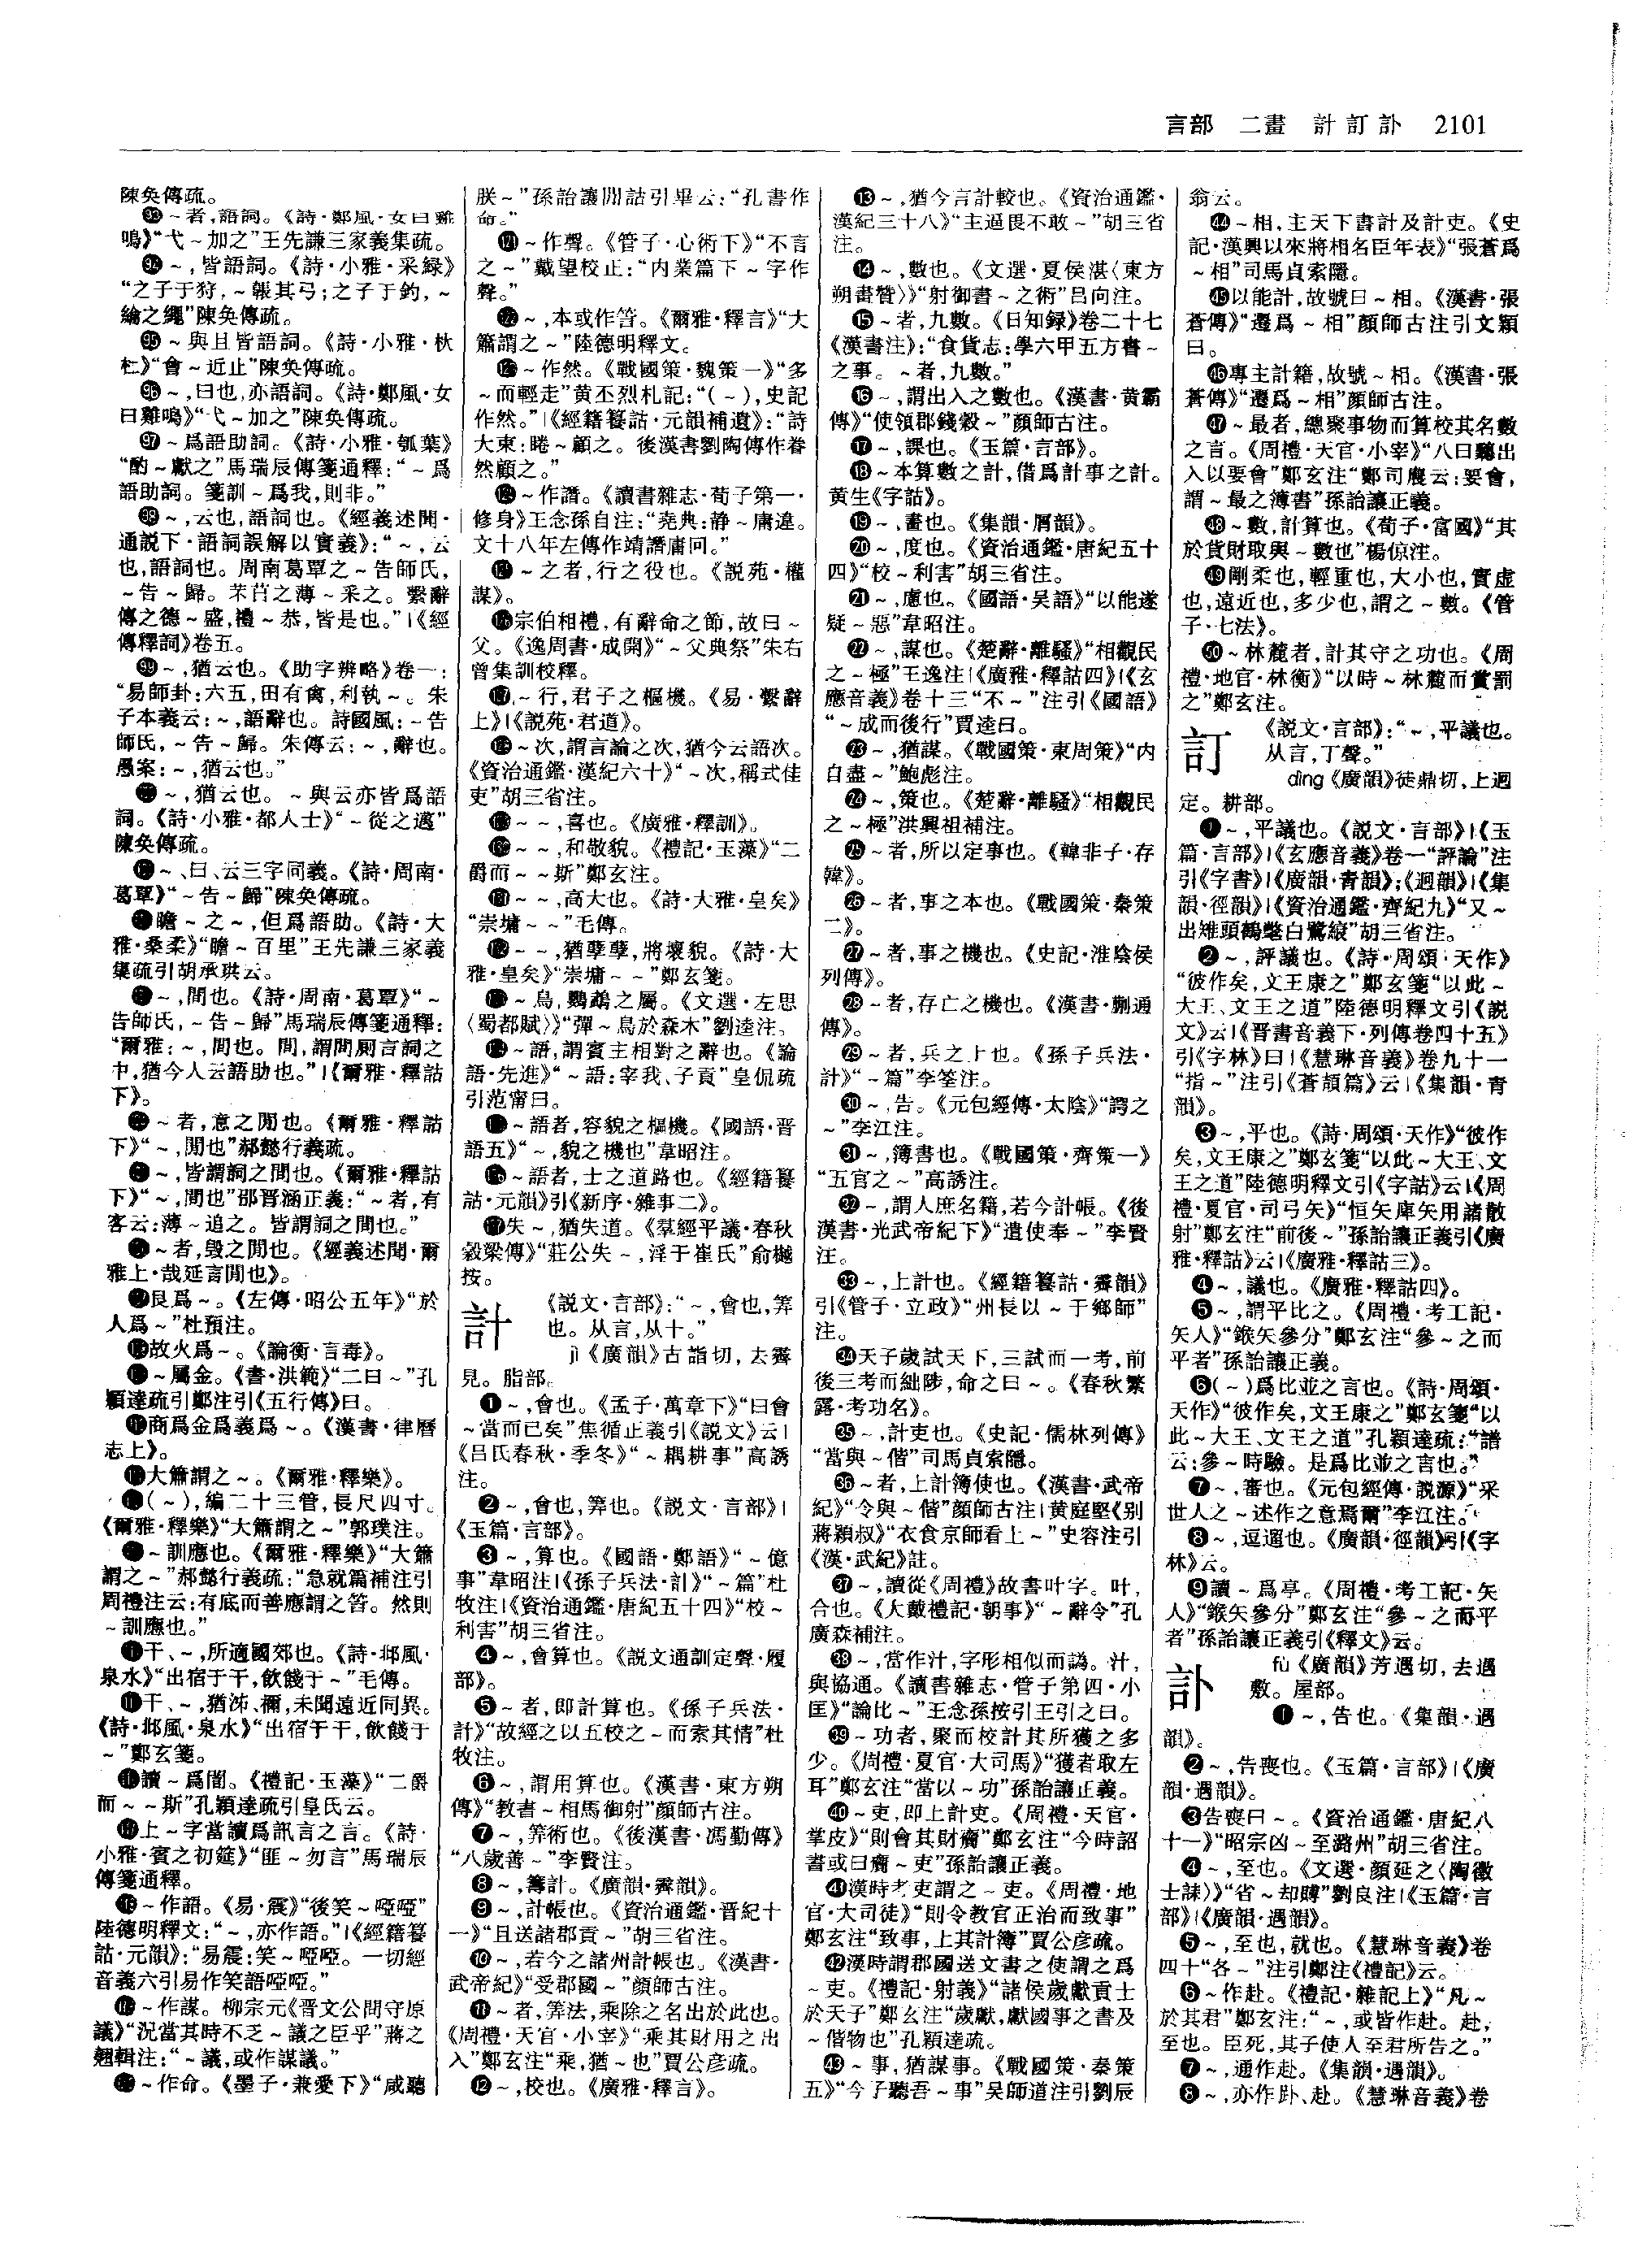 言部　二畫　計訂訃　2101
陳奂傳疏。
93～者,語詞。《詩·鄭風·女曰雞
鳴》“弋～加之”王先謙三家義集疏。
94～,皆語詞。《詩·小雅·采緑》
“之子于狩,～韔其弓;之子于釣,～
綸之繩”陳奂傳疏。
95～與且皆語詞。《詩·小雅·杕
杜》“會～近止”陳奂傳疏。
96～,曰也,亦語詞。《詩·鄭風·女
曰雞鳴》“弋～加之”陳奂傳疏。
97～爲語助詞。《詩·小雅·瓠葉》
“酌～獻之”馬瑞辰傳箋通釋:“～爲
語助詞。箋訓～爲我,則非。”
98～,云也,語詞也。《經義述聞·
通説下·語詞誤解以實義》:“～,云
也,語詞也。周南葛覃之～告師氏,
～告～歸。芣苢之薄～采之。繫辭
傳之德～盛,禮～恭,皆是也。”|《經
傳釋詞》卷五。
99～,猶云也。《助字辨略》卷一:
“易師卦:六五,田有禽,利執～。朱
子本義云:～,語辭也。詩國風:～告
師氏,～告～歸。朱傳云:～,辭也。
愚案:～,猶云也。”
～,猶云也。～與云亦皆爲語
詞。《詩·小雅·都人士》“～從之邁”
陳奂傳疏。
～、曰、云三字同義。《詩·周南·
葛覃》“～告～歸”陳奂傳疏。
瞻～之～,但爲語助。《詩·大
雅·桑柔》“瞻～百里”王先謙三家義
集疏引胡承珙云。
～,間也。《詩·周南·葛覃》“～
告師氏,～告～歸”馬瑞辰傳箋通釋:
“爾雅:～,間也。間,謂間厠言詞之
中,猶今人云語助也。”|《爾雅·釋詁
下》。
～者,意之閒也。《爾雅·釋詁
下》“～,閒也”郝懿行義疏。
～,皆謂詞之間也。《爾雅·釋詁
下》“～,間也”邵晋涵正義:“～者,有
客云:薄～追之。皆謂詞之間也。”
～者,毁之閒也。《經義述聞·爾
雅上·哉延言閒也》。
艮爲～。《左傳·昭公五年》“於
人爲～”杜預注。
故火爲～。《論衡·言毒》。
～屬金。《書·洪範》“二曰～”孔
穎達疏引鄭注引《五行傳》曰。
商爲金爲義爲～。《漢書·律曆
志上》。
大簫謂之～。《爾雅·釋樂》。
(～),編二十三管,長尺四寸。
《爾雅·釋樂》“大簫謂之～”郭璞注。
～訓應也。《爾雅·釋樂》“大簫
謂之～”郝懿行義疏:“急就篇補注引
周禮注云:有底而善應謂之䇾。然則
～訓應也。”
干、～,所適國郊也。《詩·邶風·
泉水》“出宿于干,飲餞于～”毛傳。
干、～,猶泲、禰,未聞遠近同異。
《詩·邶風·泉水》“出宿于干,飲餞于
～”鄭玄箋。
讀～爲誾。《禮記·玉藻》“二爵
而～～斯”孔穎達疏引皇氏云。
上～字當讀爲訊言之言。《詩·
小雅·賓之初筵》“匪～勿言”馬瑞辰
傳箋通釋。
～作語。《易·震》“後笑～啞啞”
陸德明釋文:“～,亦作語。”|《經籍籑
詁·元韻》:“易震:笑～啞啞。一切經
音義六引易作笑語啞啞。”
～作謀。柳宗元《晋文公問守原
議》“況當其時不乏～議之臣乎”蔣之
翹輯注:“～議,或作謀議。”
～作命。《墨子·兼愛下》“咸聽
朕～”孫詒讓閒詁引畢云:“孔書作
命。”
～作聲。《管子·心術下》“不言
之～”戴望校正:“内業篇下～字作
聲。”
～,本或作䇾。《爾雅·釋言》“大
簫謂之～”陸德明釋文。
～作然。《戰國策·魏策一》“多
～而輕走”黄丕烈札記:“(～),史記
作然。”|《經籍籑詁·元韻補遺》:“詩
大東:睠～顧之。後漢書劉陶傳作眷
然顧之。”
～作譖。《讀書雜志·荀子第一·
修身》王念孫自注:“堯典:静～庸違。
文十八年左傳作靖譖庸回。”
～之者,行之役也。《説苑·權
謀》。
宗伯相禮,有辭命之節,故曰～
父。《逸周書·成開》“～父典祭”朱右
曾集訓校釋。
～行,君子之樞機。《易·繫辭
上》|《説苑·君道》。
～次,謂言論之次,猶今云語次。
《資治通鑑·漢紀六十》“～次,稱式佳
吏”胡三省注。
～～,喜也。《廣雅·釋訓》。
～～,和敬貌。《禮記·玉藻》“二
爵而～～斯”鄭玄注。
～～,高大也。《詩·大雅·皇矣》
“崇墉～～”毛傳。
～～,猶孽孽,將壞貌。《詩·大
雅·皇矣》“崇墉～～”鄭玄箋。
～鳥,鸚鵡之屬。《文選·左思
〈蜀都賦〉》“彈～鳥於森木”劉逵注。
～語,謂賓主相對之辭也。《論
語·先進》“～語:宰我、子貢”皇侃疏
引范甯曰。
～語者,容貌之樞機。《國語·晋
語五》“～,貌之機也”韋昭注。
～語者,士之道路也。《經籍籑
詁·元韻》引《新序·雜事二》。
失～,猶失道。《羣經平議·春秋
穀梁傳》“莊公失～,淫于崔氏”俞樾
按。
計
《説文·言部》:“～,會也,筭
也。从言,从十。”
jì《廣韻》古詣切,去霽
見。脂部。
❶～,會也。《孟子·萬章下》“曰會
～當而已矣”焦循正義引《説文》云|
《吕氏春秋·季冬》“～耦耕事”高誘
注。
❷～,會也,筭也。《説文·言部》|
《玉篇·言部》。
❸～,算也。《國語·鄭語》“～億
事”韋昭注|《孫子兵法·計》“～篇”杜
牧注|《資治通鑑·唐紀五十四》“校～
利害”胡三省注。
❹～,會算也。《説文通訓定聲·履
部》。
❺～者,即計算也。《孫子兵法·
計》“故經之以五校之～而索其情”杜
牧注。
❻～,謂用算也。《漢書·東方朔
傳》“教書～相馬御射”顔師古注。
❼～,筭術也。《後漢書·馮勤傳》
“八歲善～”李賢注。
❽～,籌計。《廣韻·霽韻》。
❾～,計帳也。《資治通鑑·晋紀十
一》“且送諸郡貢～”胡三省注。
❿～,若今之諸州計帳也。《漢書·
武帝紀》“受郡國～”顔師古注。
⓫～者,筭法,乘除之名出於此也。
《周禮·天官·小宰》“乘其財用之出
入”鄭玄注“乘,猶～也”賈公彦疏。
⓬～,校也。《廣雅·釋言》。
⓭～,猶今言計較也。《資治通鑑·
漢紀三十八》“主逼畏不敢～”胡三省
注。
⓮～,數也。《文選·夏侯湛〈東方
朔畫贊〉》“射御書～之術”吕向注。
⓯～者,九數。《日知録》卷二十七
《漢書注》:“食貨志:學六甲五方書～
之事。～者,九數。”
⓰～,謂出入之數也。《漢書·黄霸
傳》“使領郡錢穀～”顔師古注。
⓱～,課也。《玉篇·言部》。
⓲～本算數之計,借爲計事之計。
黄生《字詁》。
⓳～,畫也。《集韻·屑韻》。
⓴～,度也。《資治通鑑·唐紀五十
四》“校～利害”胡三省注。
21～,慮也。《國語·吴語》“以能遂
疑～惡”韋昭注。
22～,謀也。《楚辭·離騷》“相觀民
之～極”王逸注|《廣雅·釋詁四》|《玄
應音義》卷十三“不～”注引《國語》
“～成而後行”賈逵曰。
23～,猶謀。《戰國策·東周策》“内
自盡～”鮑彪注。
24～,策也。《楚辭·離騷》“相觀民
之～極”洪興祖補注。
25～者,所以定事也。《韓非子·存
韓》。
26～者,事之本也。《戰國策·秦策
二》。
27～者,事之機也。《史記·淮陰侯
列傳》。
28～者,存亡之機也。《漢書·蒯通
傳》。
29～者,兵之上也。《孫子兵法·
計》“～篇”李筌注。
30～,告。《元包經傳·太陰》“諤之
～”李江注。
31～,簿書也。《戰國策·齊策一》
“五官之～”高誘注。
32～,謂人庶名籍,若今計帳。《後
漢書·光武帝紀下》“遣使奉～”李賢
注。
33～,上計也。《經籍籑詁·霽韻》
引《管子·立政》“州長以～于鄉師”
注。
34天子歲試天下,三試而一考,前
後三考而絀陟,命之曰～。《春秋繁
露·考功名》。
35～,計吏也。《史記·儒林列傳》
“當與～偕”司馬貞索隱。
36～者,上計簿使也。《漢書·武帝
紀》“令與～偕”顔師古注|黄庭堅《别
蔣穎叔》“衣食京師看上～”史容注引
《漢·武紀》註。
37～,讀從《周禮》故書叶字。叶,
合也。《大戴禮記·朝事》“～辭令”孔
廣森補注。
38～,當作汁,字形相似而譌。汁,
與協通。《讀書雜志·管子第四·小
匡》“論比～”王念孫按引王引之曰。
39～功者,聚而校計其所獲之多
少。《周禮·夏官·大司馬》“獲者取左
耳”鄭玄注“當以～功”孫詒讓正義。
40～吏,即上計吏。《周禮·天官·
掌皮》“則會其財齎”鄭玄注“今時詔
書或曰齎～吏”孫詒讓正義。
41漢時考吏謂之～吏。《周禮·地
官·大司徒》“則令教官正治而致事”
鄭玄注“致事,上其計簿”賈公彦疏。
42漢時謂郡國送文書之使謂之爲
～吏。《禮記·射義》“諸侯歲獻貢士
於天子”鄭玄注“歲獻,獻國事之書及
～偕物也”孔穎達疏。
43～事,猶謀事。《戰國策·秦策
五》“今子聽吾～事”吴師道注引劉辰
翁云。
44～相,主天下書計及計吏。《史
記·漢興以來將相名臣年表》“張蒼爲
～相”司馬貞索隱。
45以能計,故號曰～相。《漢書·張
蒼傳》“遷爲～相”顔師古注引文穎
曰。
46專主計籍,故號～相。《漢書·張
蒼傳》“遷爲～相”顔師古注。
47～最者,總聚事物而算校其名數
之言。《周禮·天官·小宰》“八曰聽出
入以要會”鄭玄注“鄭司農云:要會,
謂～最之簿書”孫詒讓正義。
48～數,計算也。《荀子·富國》“其
於貨財取與～數也”楊倞注。
49剛柔也,輕重也,大小也,實虚
也,遠近也,多少也,謂之～數。《管
子·七法》。
50～林麓者,計其守之功也。《周
禮·地官·林衡》“以時～林麓而賞罰
之”鄭玄注。
訂
《説文·言部》:“～,平議也。
从言,丁聲。”
dìng《廣韻》徒鼎切,上迥
定。耕部。
❶～,平議也。《説文·言部》|《玉
篇·言部》|《玄應音義》卷一“評論”注
引《字書》|《廣韻·青韻》;《迥韻》|《集
韻·徑韻》|《資治通鑑·齊紀九》“又～
出雉頭鶴氅白鷺縗”胡三省注。
❷～,評議也。《詩·周頌·天作》
“彼作矣,文王康之”鄭玄箋“以此～
大王、文王之道”陸德明釋文引《説
文》云|《晋書音義下·列傳卷四十五》
引《字林》曰|《慧琳音義》卷九十一
“指～”注引《蒼頡篇》云|《集韻·青
韻》。
❸～,平也。《詩·周頌·天作》“彼作
矣,文王康之”鄭玄箋“以此～大王、文
王之道”陸德明釋文引《字詁》云|《周
禮·夏官·司弓矢》“恒矢庳矢用諸散
射”鄭玄注“前後～”孫詒讓正義引《廣
雅·釋詁》云|《廣雅·釋詁三》。
❹～,議也。《廣雅·釋詁四》。
❺～,謂平比之。《周禮·考工記·
矢人》“鍭矢參分”鄭玄注“參～之而
平者”孫詒讓正義。
❻(～)爲比並之言也。《詩·周頌·
天作》“彼作矣,文王康之”鄭玄箋“以
此～大王、文王之道”孔穎達疏:“譜
云:參～時驗。是爲比並之言也。”
❼～,審也。《元包經傳·説源》“采
世人之～述作之意焉爾”李江注。
❽～,逗遛也。《廣韻·徑韻》引《字
林》云。
❾讀～爲亭。《周禮·考工記·矢
人》“鍭矢參分”鄭玄注“參～之而平
者”孫詒讓正義引《釋文》云。
訃
fù《廣韻》芳遇切,去遇
敷。屋部。
❶～,告也。《集韻·遇
韻》。
❷～,告喪也。《玉篇·言部》|《廣
韻·遇韻》。
❸告喪曰～。《資治通鑑·唐紀八
十一》“昭宗凶～至潞州”胡三省注。
❹～,至也。《文選·顔延之〈陶徵
士誄〉》“省～却賻”劉良注|《玉篇·言
部》|《廣韻·遇韻》。
❺～,至也,就也。《慧琳音義》卷
四十“各～”注引鄭注《禮記》云。
❻～作赴。《禮記·雜記上》“凡～
於其君”鄭玄注:“～,或皆作赴。赴,
至也。臣死,其子使人至君所告之。”
❼～,通作赴。《集韻·遇韻》。
❽～,亦作卧、赴。《慧琳音義》卷